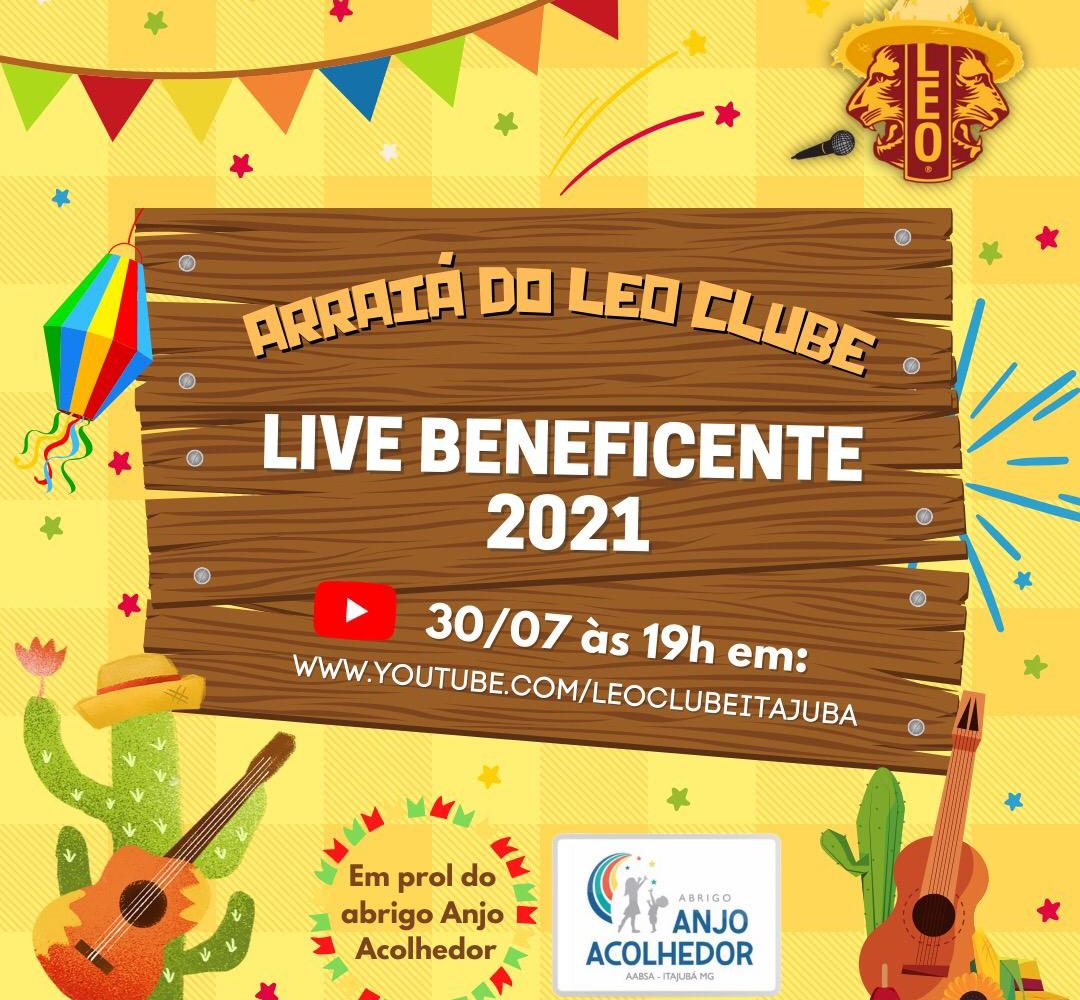 LEO
®
ARRAIÁ DO LEO CLUBE
LIVE BENEFICENTE
2021
30/07 às 19h em:
WWW.YOUTUBE.COM/LEOCLUBEITAJUBA
Em prol do
abrigo Anjo
Acolhedor
ABRIGO
ANJO
ACOLHEDOR
AABSA - ITAJUBÁ MG